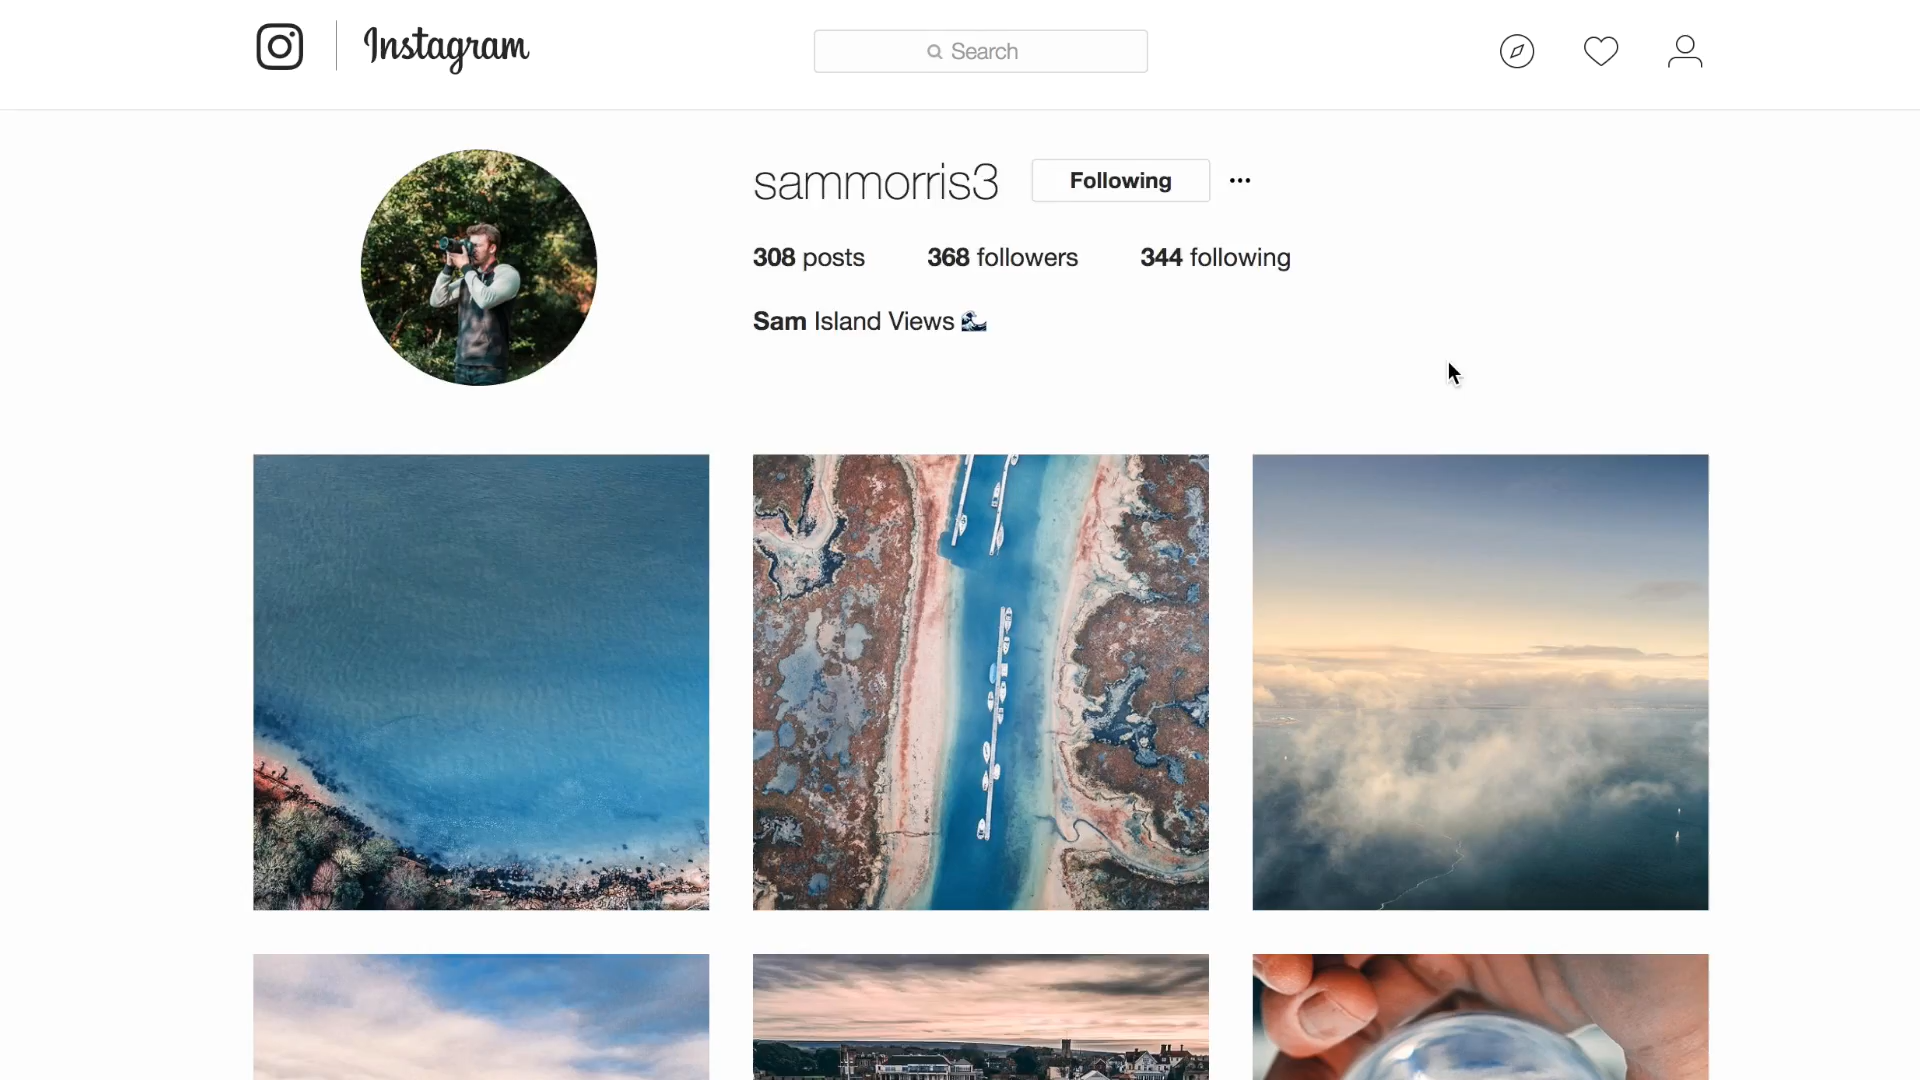 Instagram
Search
sammorris3 Following
308 posts 368 followers 344 following
Sam Island Views 🌊